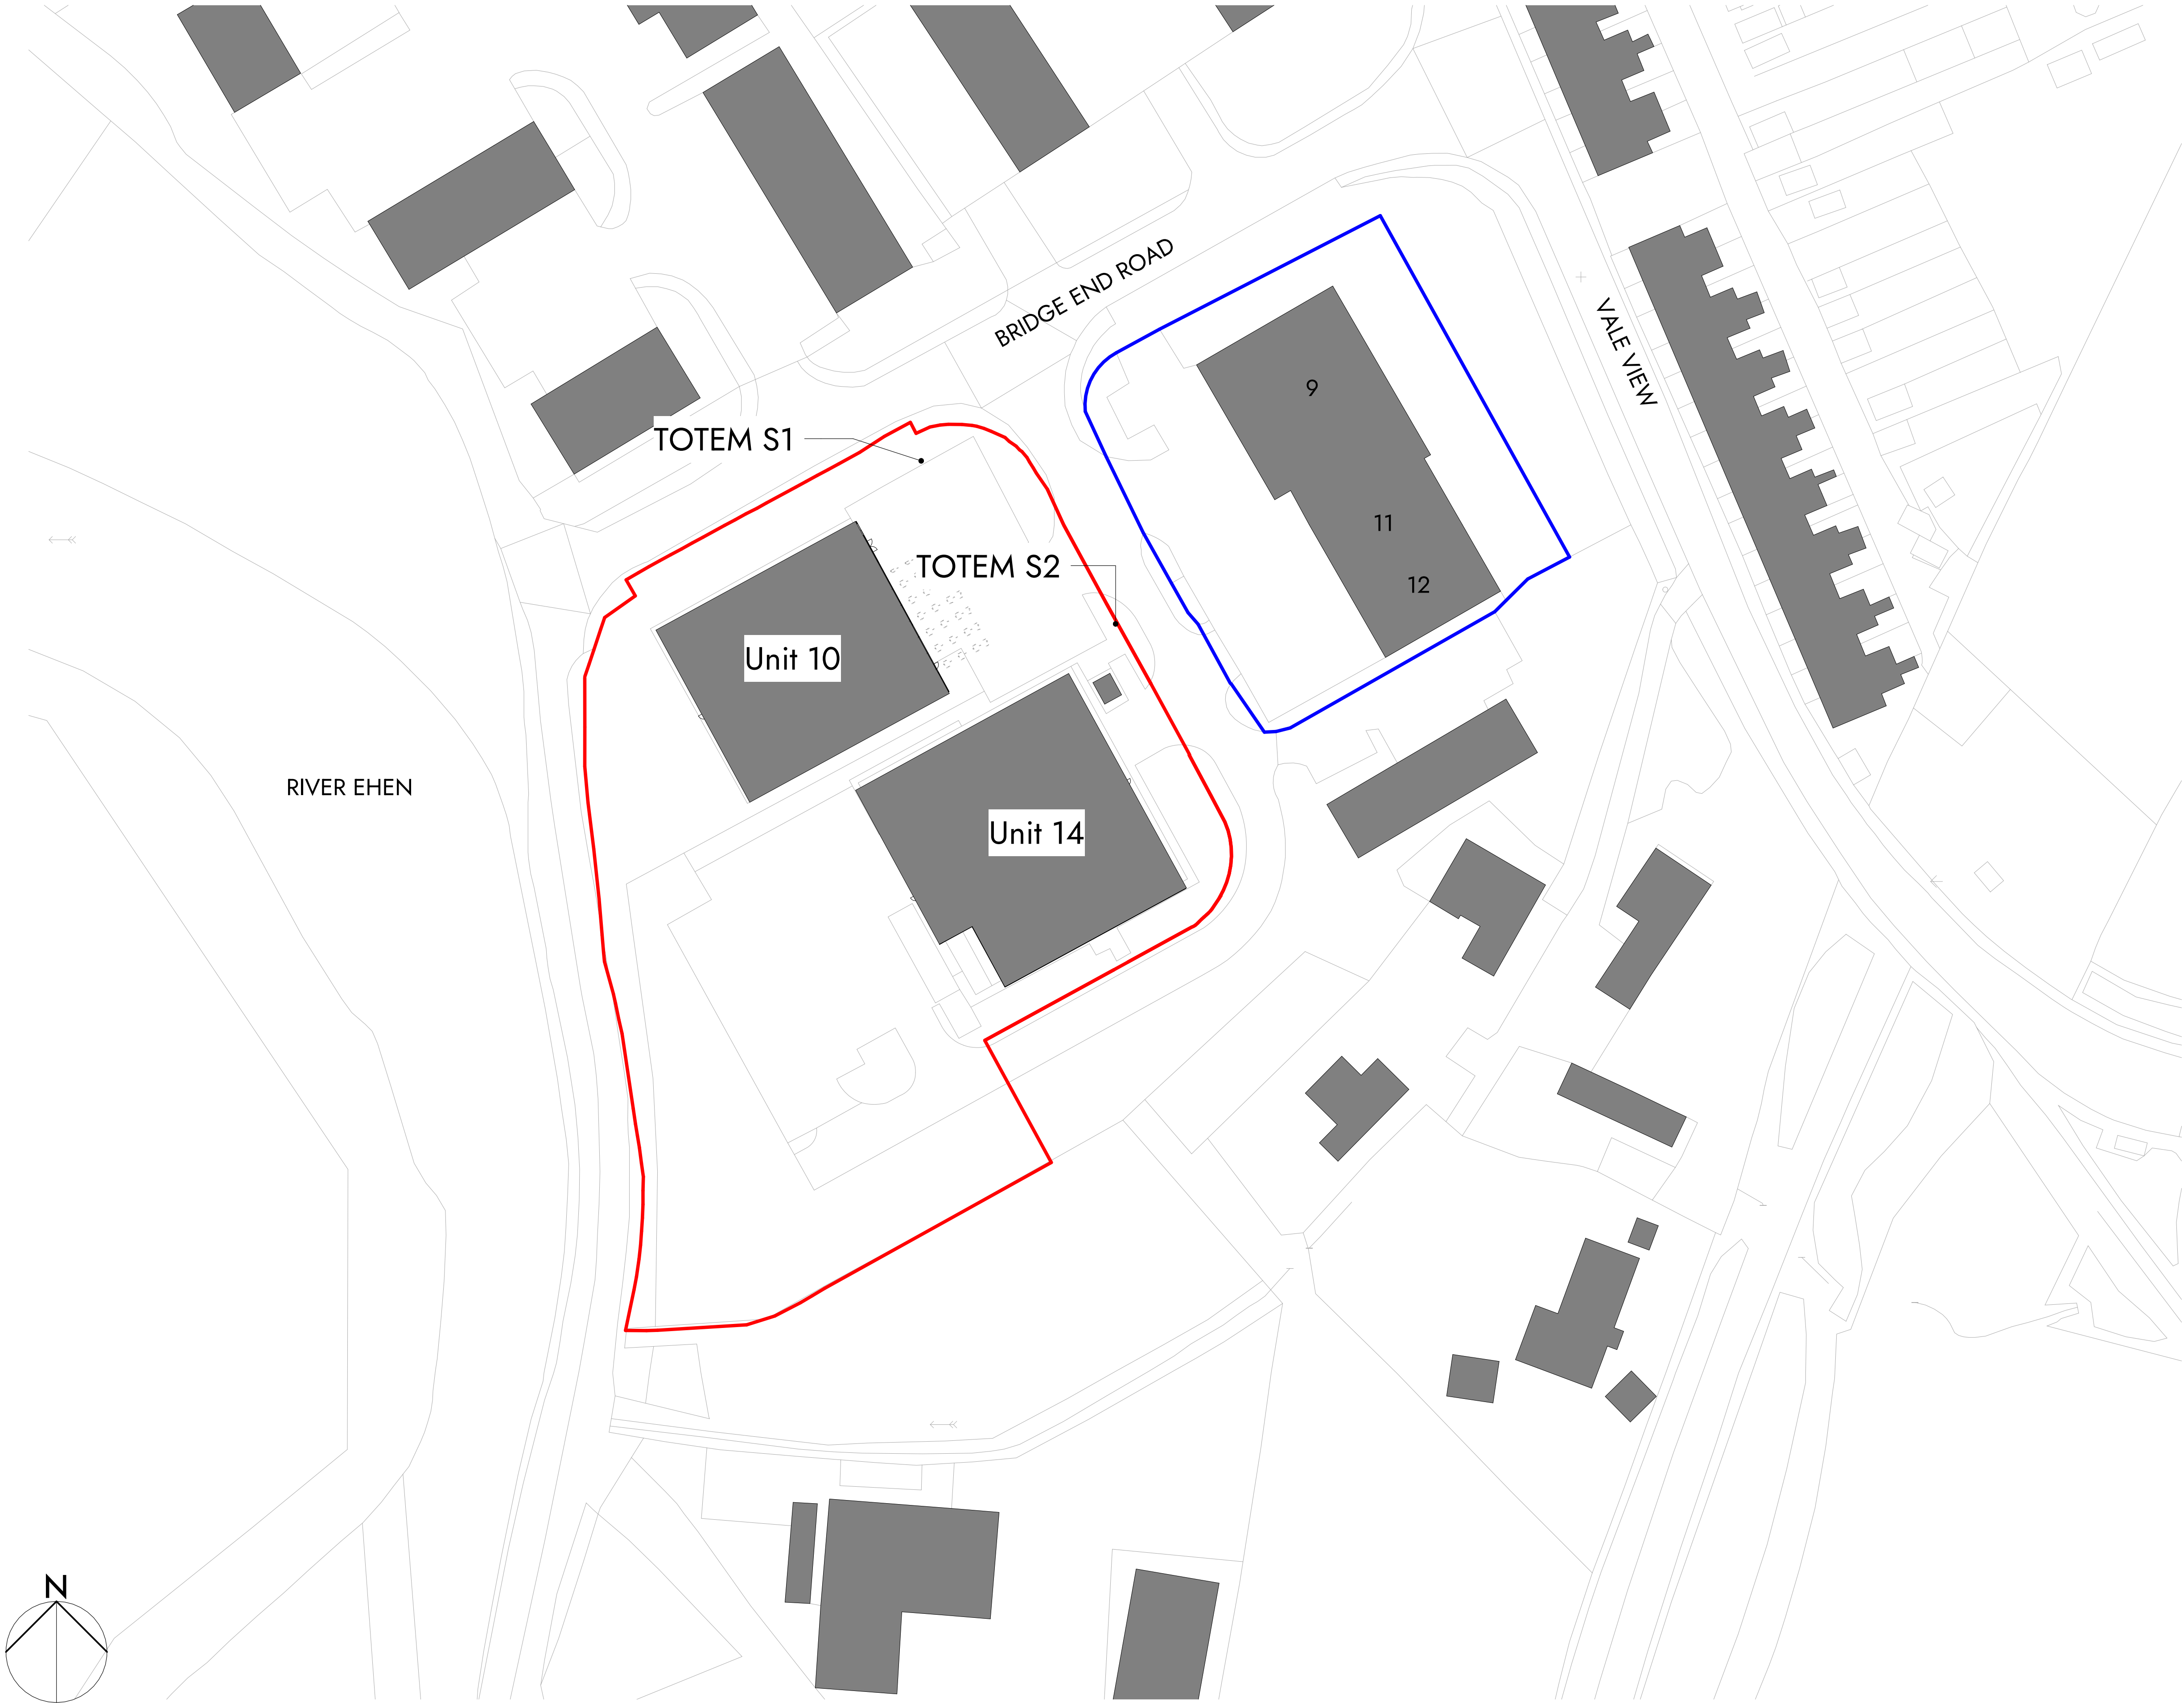 BRIDGE END ROAD
VALE VIEW
9
TOTEM S1
11
TOTEM S2
12
Unit 10
RIVER EHEN
Unit 14
N